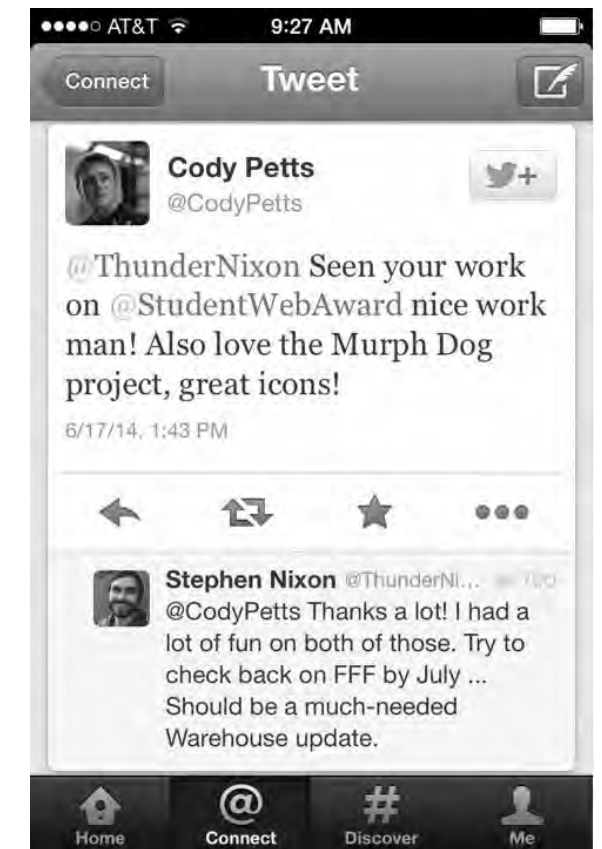 AT&T 9:27 AM
Connect Tweet
Cody Petts
@CodyPetts
@ThunderNixon Seen your work
on @StudentWebAward nice work
man! Also love the Murph Dog
project, great icons!
6/17/14, 1:43 PM
Stephen Nixon @ThunderNi...
@CodyPetts Thanks a lot! I had a
lot of fun on both of those. Try to
check back on FFF by July ...
Should be a much-needed
Warehouse update.
Home Connect Discover Me